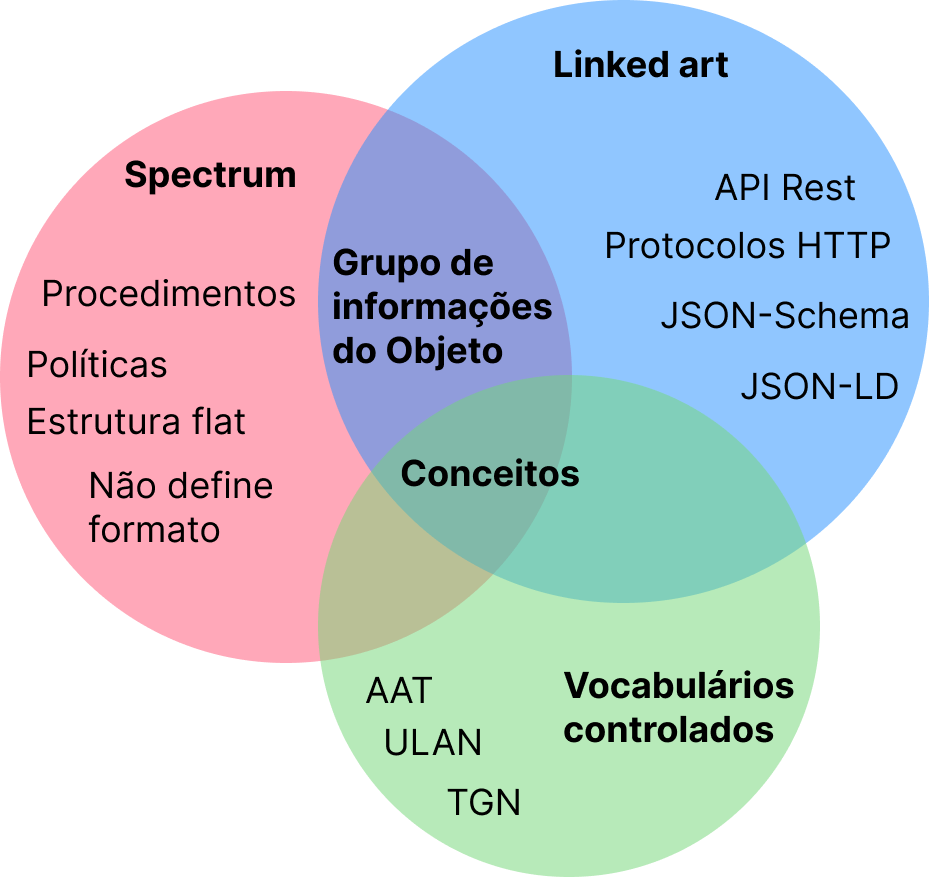 Linked art
Spectrum
API Rest
Protocolos HTTP
Grupo de
informações
do Objeto
Procedimentos
JSON-Schema
Políticas
JSON-LD
Estrutura flat
Conceitos
Não define
formato
AAT
Vocabulários
controlados
ULAN
TGN